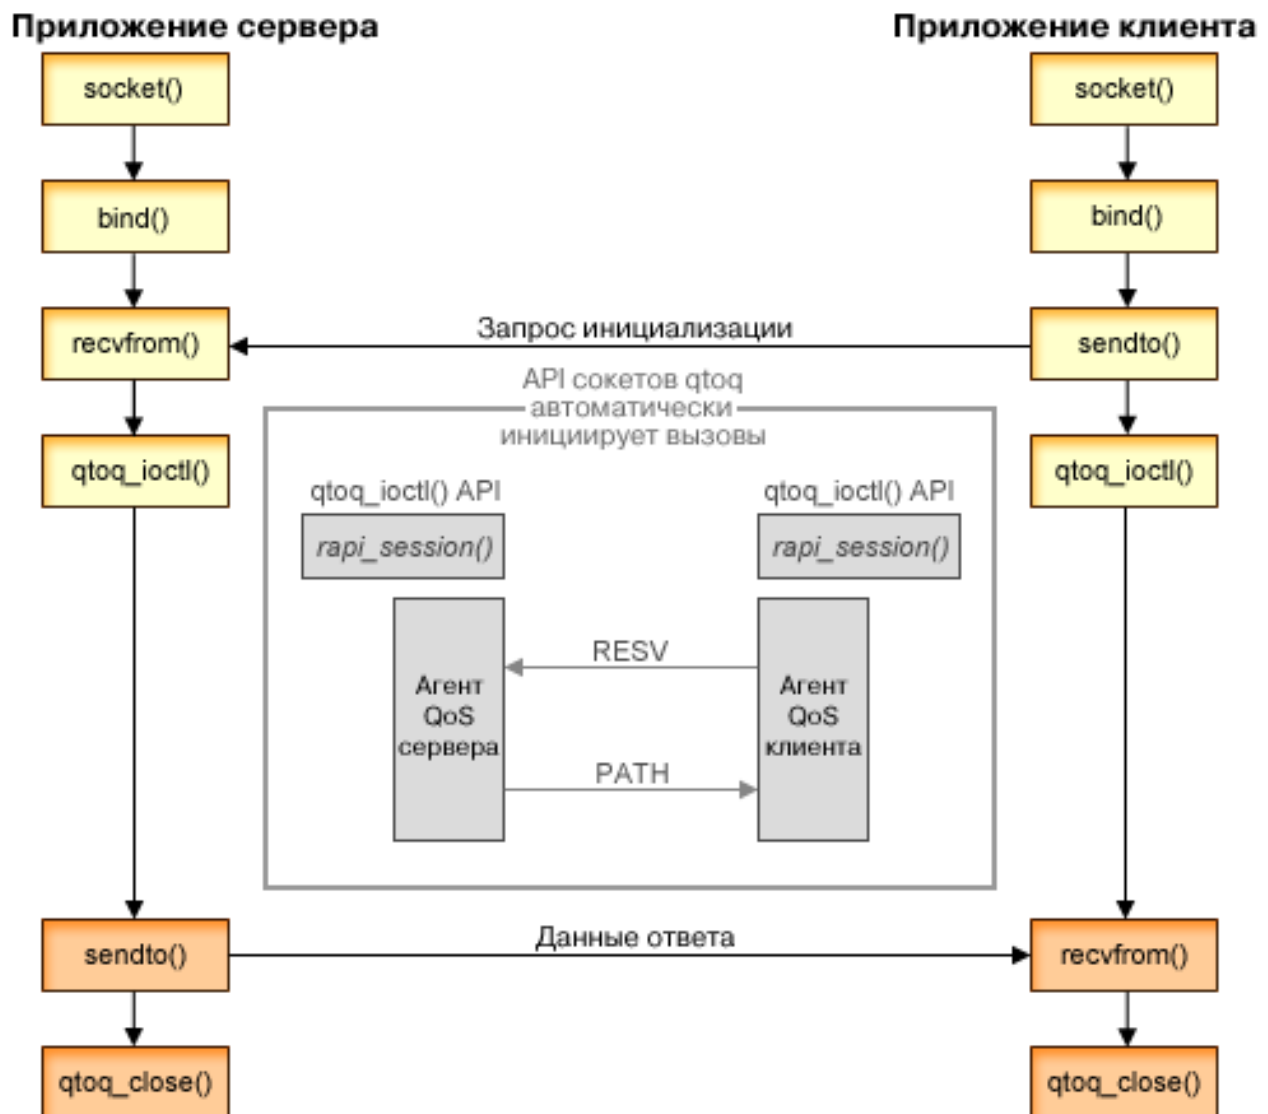 Приложение сервера
Приложение клиента
socket()
socket()
bind()
bind()
Запрос инициализации
recvfrom()
sendto()
API сокетов qtoq
автоматически
инициирует вызовы
qtoq_ioctl()
qtoq_ioctl()
qtoq_ioctl() API
qtoq_ioctl() API
rapi_session()
rapi_session()
RESV
Агент
QoS
сервера
Агент
QoS
клиента
PATH
Данные ответа
sendto()
recvfrom()
qtoq_close()
qtoq_close()